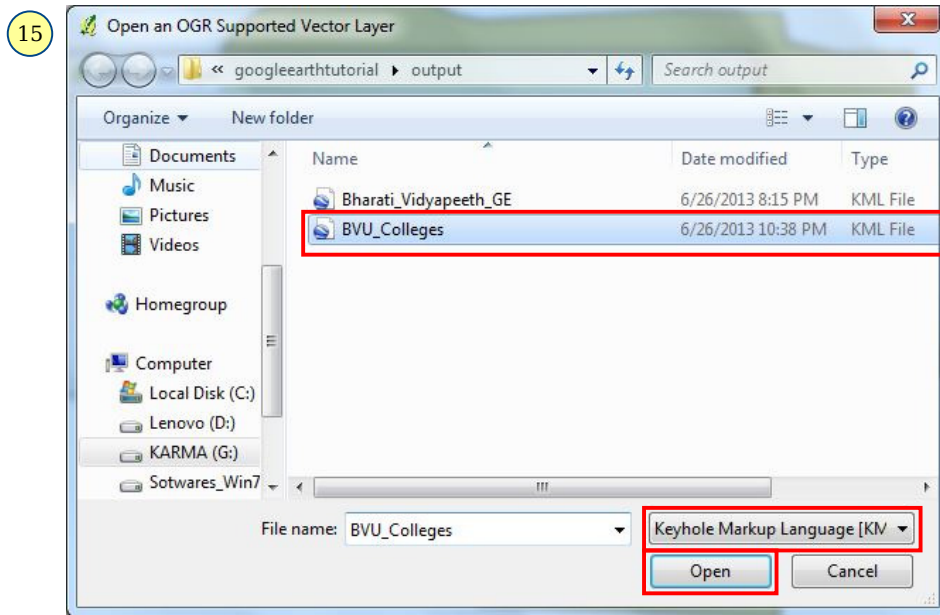 15
Open an OGR Supported Vector Layer
« googleearthtutorial output
Search output
Organize New folder
Name Date modified Type
Documents
Music
Pictures
Videos
Homegroup
Computer
Local Disk (C:)
Lenovo (D:)
KARMA (G:)
Sotwares_Win7
Bharati_Vidyapeeth_GE 6/26/2013 8:15 PM KML File
BVU_Colleges 6/26/2013 10:38 PM KML File
File name: BVU_Colleges
Keyhole Markup Language [KM
Open Cancel